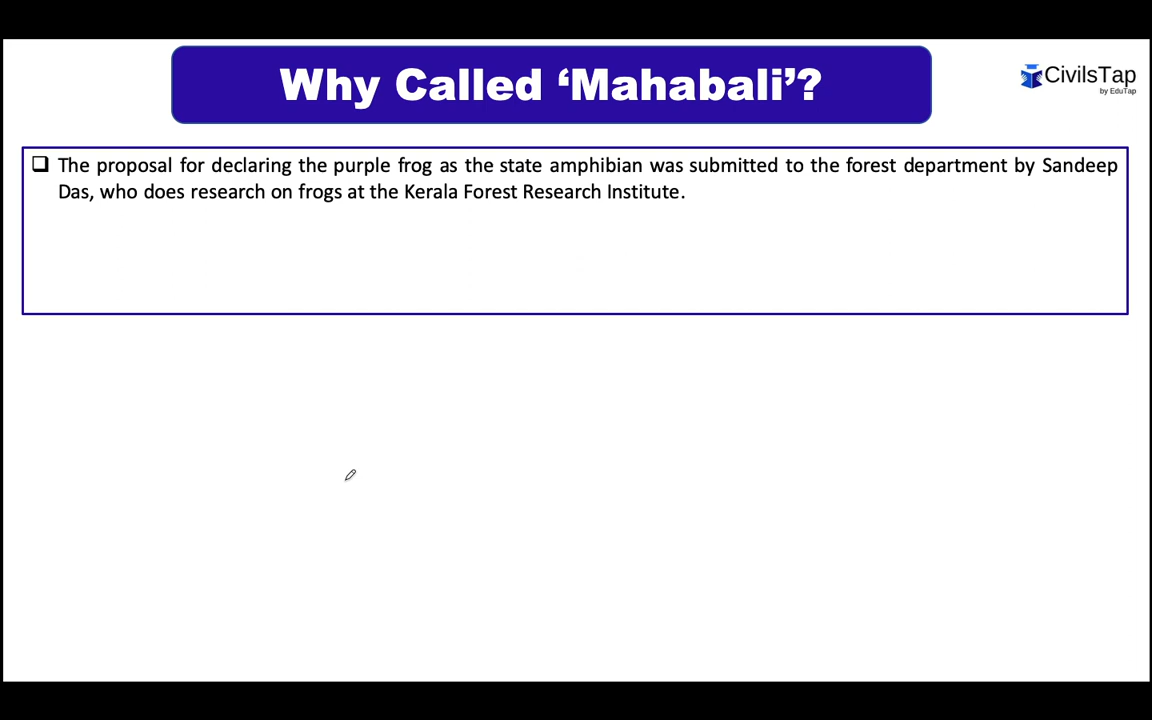 Why Called ‘Mahababali’?
CivilsTap
by EduTap
❑ The proposal for declaring the purple frog as the state amphibian was submitted to the forest department by Sandeep
Das, who does research on frogs at the Kerala Forest Research Institute.